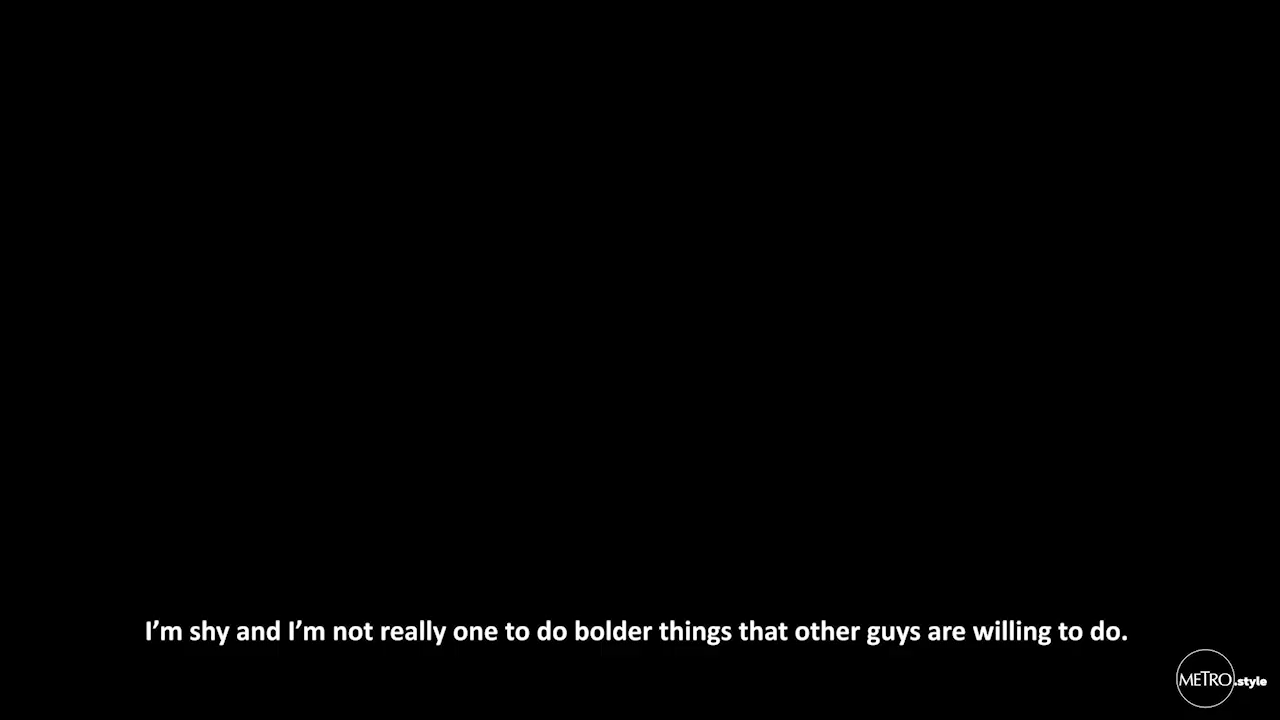 I’m shy and I’m not really one to do bolder things that other guys are willing to do.
METRO.style